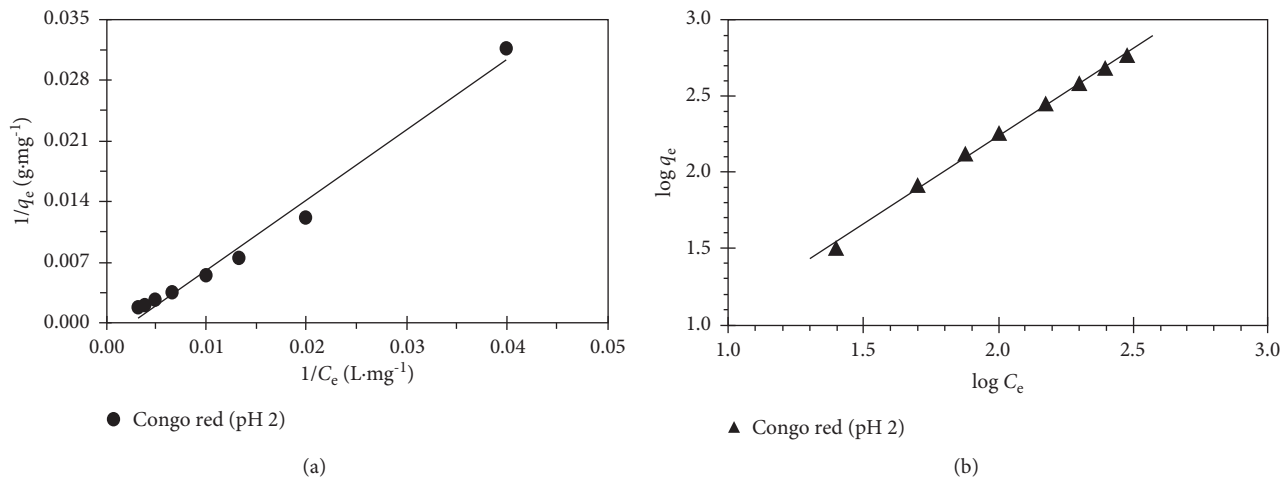 0.035
0.028
0.021
0.014
0.007
0.000
1/qe (g·mg-1)
0.00 0.01 0.02 0.03 0.04 0.05
1/Ce (L·mg-1)
Congo red (pH 2)
(a)
3.0
2.5
2.0
1.5
1.0
log qe
1.0 1.5 2.0 2.5 3.0
log Ce
Congo red (pH 2)
(b)